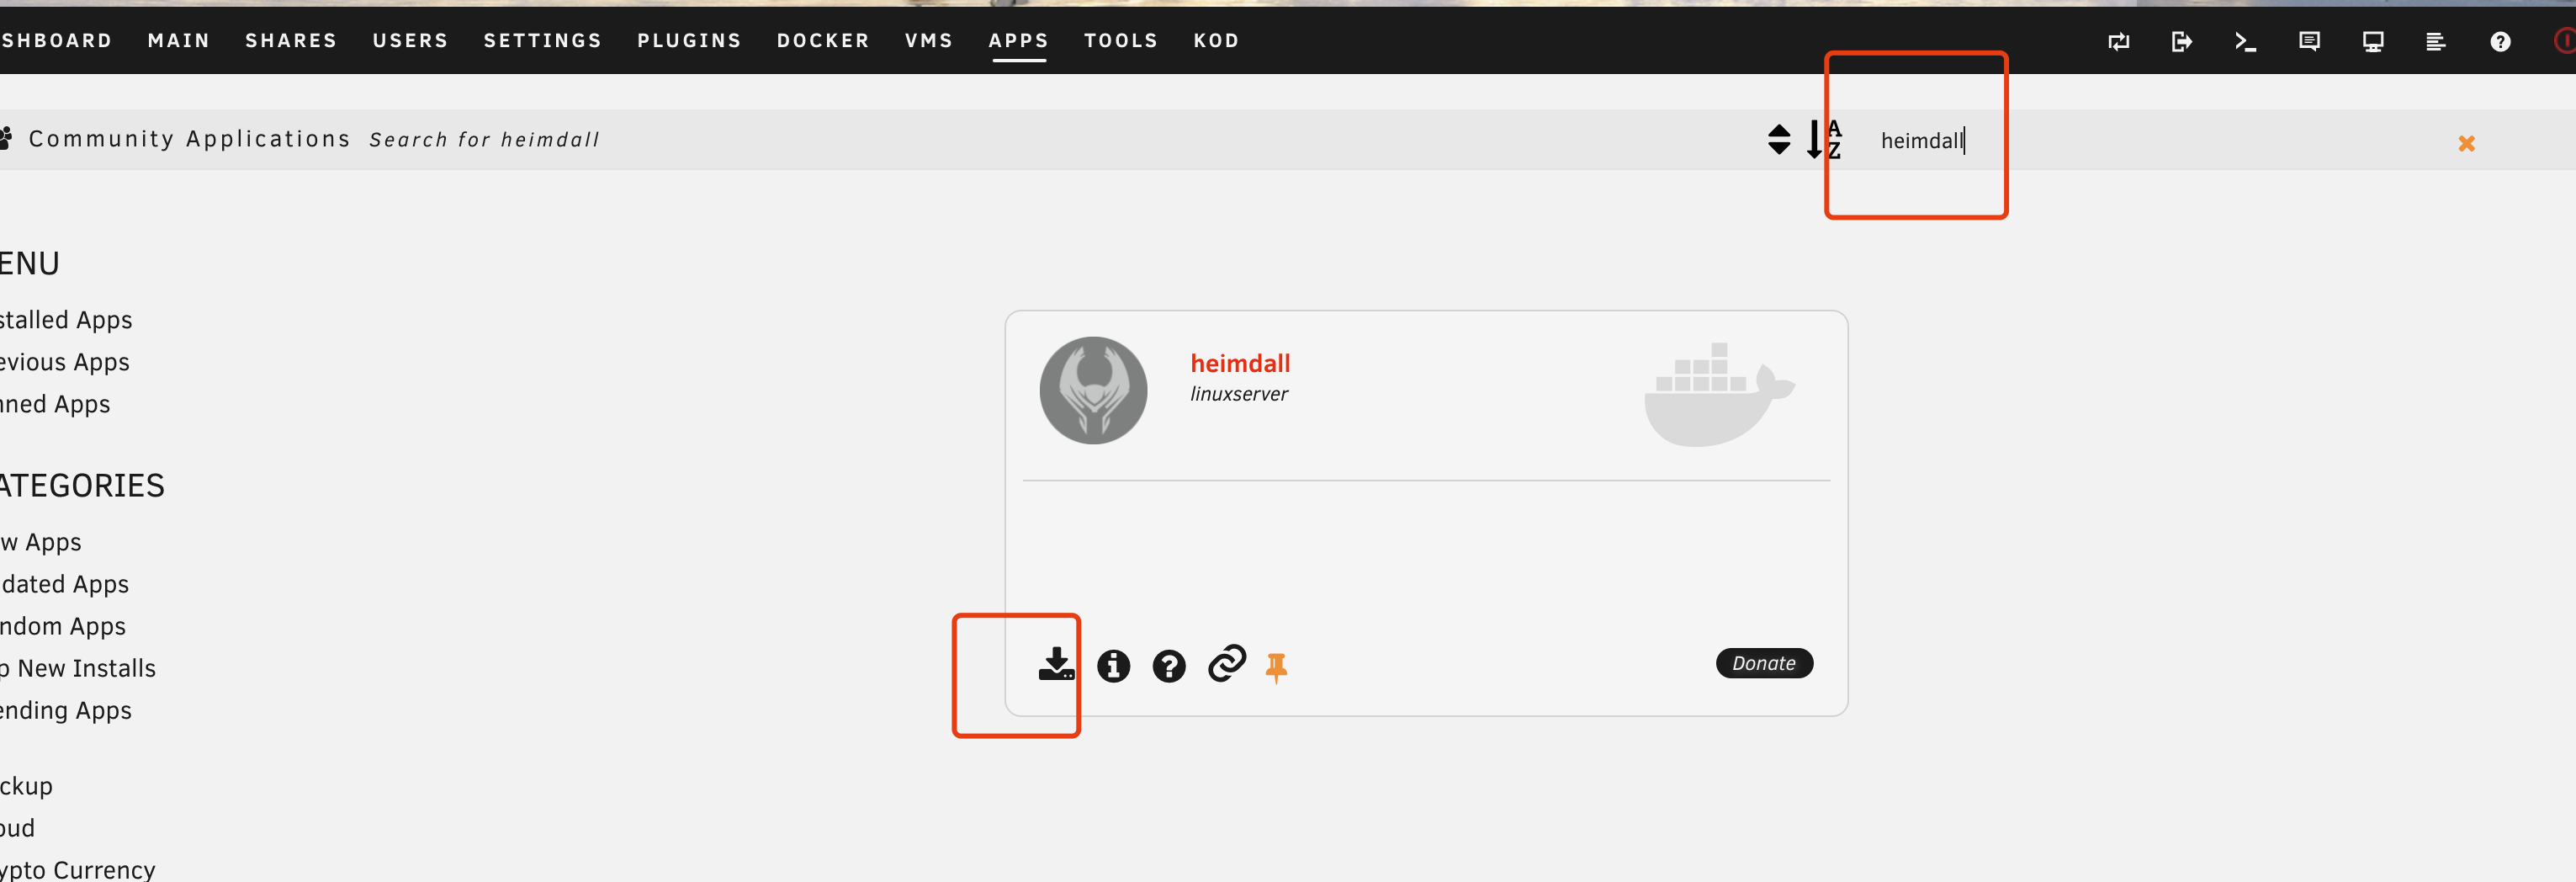 SHBOARD MAIN SHARES USERS SETTINGS PLUGINS DOCKER VMS APPS TOOLS KOD
Community Applications Search for heimdall
A
Z
heimdall
ENU
stalled Apps
evious Apps
nned Apps
ATEGORIES
w Apps
dated Apps
ndom Apps
p New Installs
ending Apps
ckup
oud
ypto Currency
heimdall
linuxserver
Donate